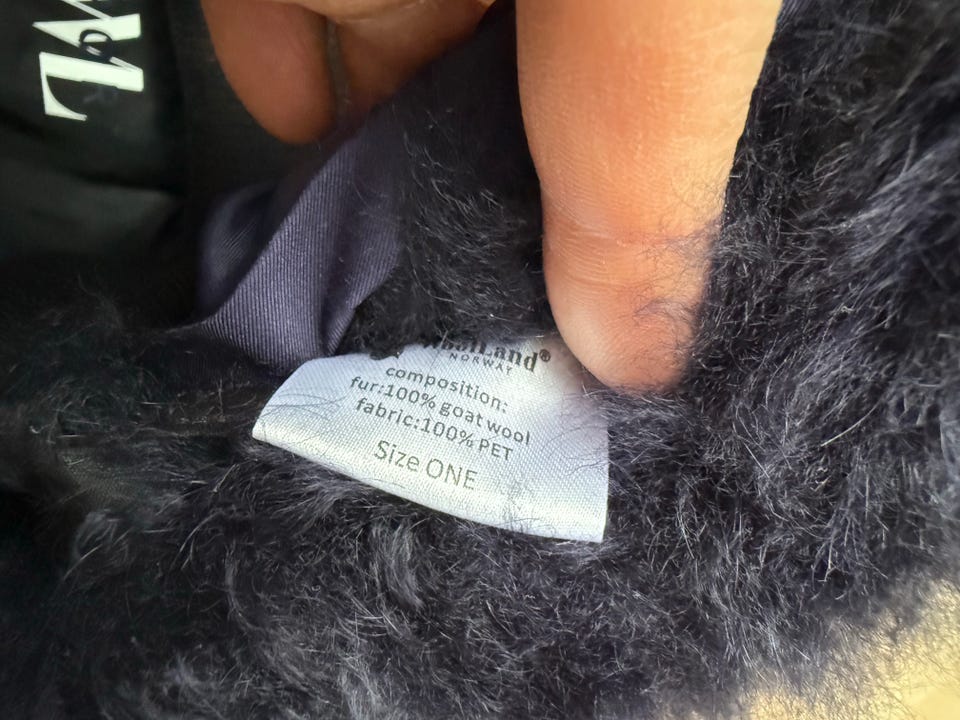 NORWAY
composition:
fur:100% goat wool
fabric:100% PET
Size ONE